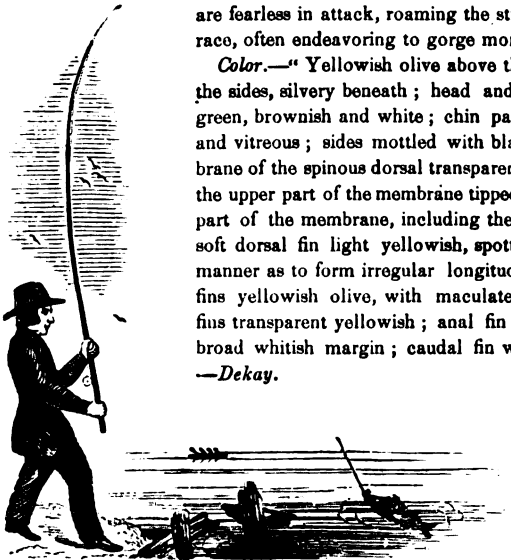 are fearless in attack, roaming the st
race, often endeavoring to gorge mor
Color.—“ Yellowish olive above t
the sides, silvery beneath ; head and
green, brownish and white ; chin pa
and vitreous ; sides mottled with bla
brane of the spinous dorsal transparen
the upper part of the membrane tippe
part of the membrane, including the
soft dorsal fin light yellowish, spott
manner as to form irregular longitud
fins yellowish olive, with maculate
fins transparent yellowish ; anal fin
broad whitish margin ; caudal fin w
—Dekay.